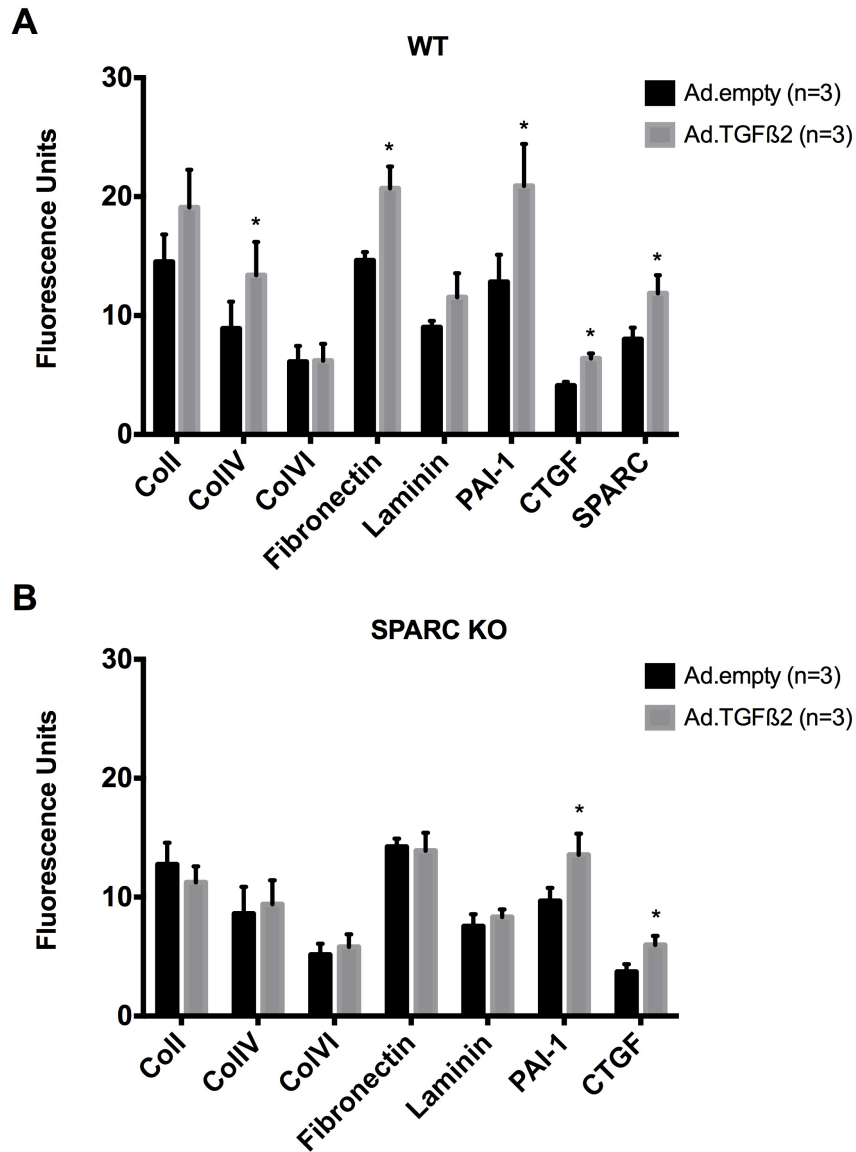 A
WT
Fluorescence Units
30
20
10
0
Ad.empty (n=3)
Ad.TGFß2 (n=3)
*
*
*
*
*
ColI
ColIV
ColVI
Fibronectin
Laminin
PAI-1
CTGF
SPARC
B
SPARC KO
Fluorescence Units
30
20
10
0
Ad.empty (n=3)
Ad.TGFß2 (n=3)
*
*
ColI
ColIV
ColVI
Fibronectin
Laminin
PAI-1
CTGF